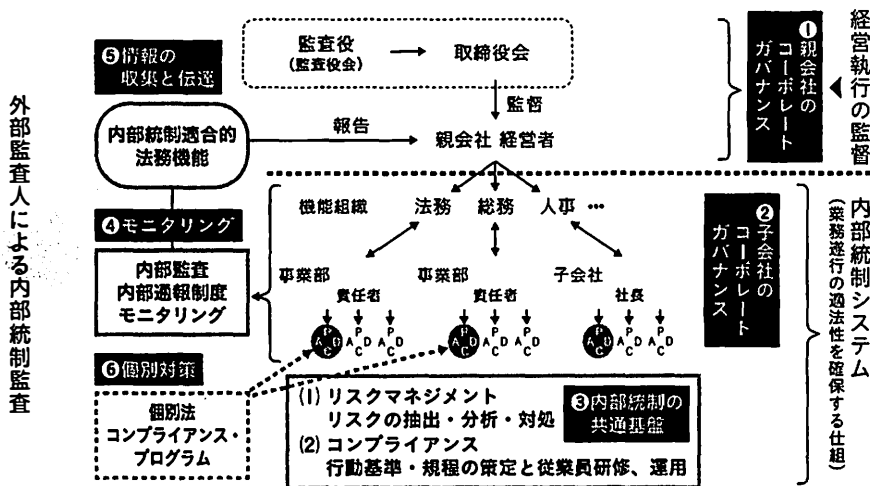 外部監査人による内部統制監査
❺情報の
収集と伝達
監査役
(監査役会)
取締役会
監督
内部統制適合的
法務機能
報告
親会社 経営者
❶親会社の
コーポレート
ガバナンス
経営執行の監督
❹モニタリング
内部監査
内部通報制度
モニタリング
機能組織
法務
総務
人事 …
事業部
事業部
子会社
責任者
責任者
社長
P
A D
C
P
A D
C
P
A D
C
P
A D
C
P
A D
C
P
A D
C
P
A D
C
P
A D
C
P
A D
C
❷子会社の
コーポレート
ガバナンス
内部統制システム
(業務遂行の適法性を確保する仕組)
❻個別対策
個別法
コンプライアンス・
プログラム
(1) リスクマネジメント
リスクの抽出・分析・対処
(2) コンプライアンス
行動基準・規程の策定と従業員研修、運用
❸内部統制の
共通基盤